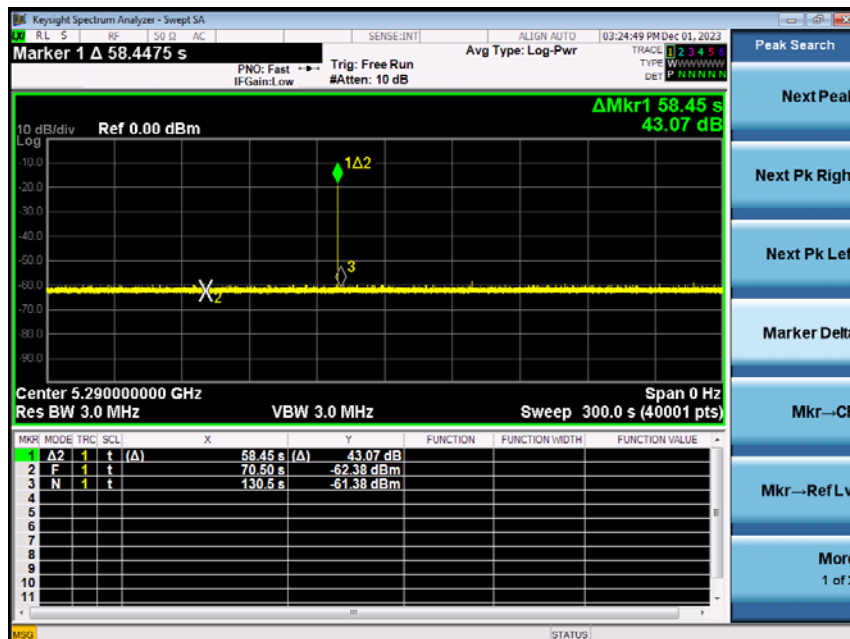 Keysight Spectrum Analyzer - Swept SA
RL S RF 50 Ω AC SENSE:INT ALIGN AUTO 03:24:49 PM Dec 01, 2023
Marker 1 Δ 58.4475 s
PNO: Fast
IFGain:Low
Trig: Free Run
#Atten: 10 dB
Avg Type: Log-Pwr
TRACE 1 2 3 4 5 6
TYPE WWWWWWW
DET P N N N N N
Peak Search
ΔMkr1 58.45 s
43.07 dB
10 dB/div Ref 0.00 dBm
Log
-10.0
-20.0
-30.0
-40.0
-50.0
-60.0
-70.0
-80.0
-90.0
1Δ2
3
2
Center 5.290000000 GHz Span 0 Hz
Res BW 3.0 MHz VBW 3.0 MHz Sweep 300.0 s (40001 pts)
MKR MODE TRC SCL X Y FUNCTION FUNCTION WIDTH FUNCTION VALUE
1 Δ2 1 t (Δ) 58.45 s (Δ) 43.07 dB
2 F 1 t 70.50 s -62.38 dBm
3 N 1 t 130.5 s -61.38 dBm
4
5
6
7
8
9
10
11
MSG STATUS
Next Peak
Next Pk Righ
Next Pk Lef
Marker Delta
Mkr→CF
Mkr→Ref Lv
More
1 of 2